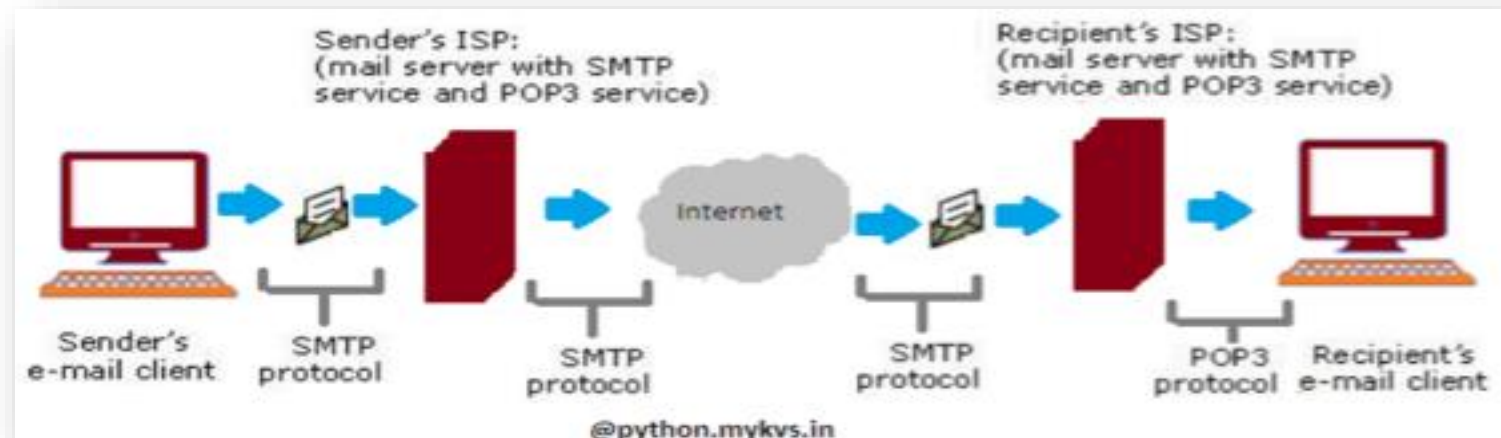 Sender's ISP:
(mail server with SMTP
service and POP3 service)
Recipient's ISP:
(mail server with SMTP
service and POP3 service)
Internet
Sender's
e-mail client
SMTP
protocol
SMTP
protocol
SMTP
protocol
POP3
protocol
Recipient's
e-mail client
@python.mykvs.in